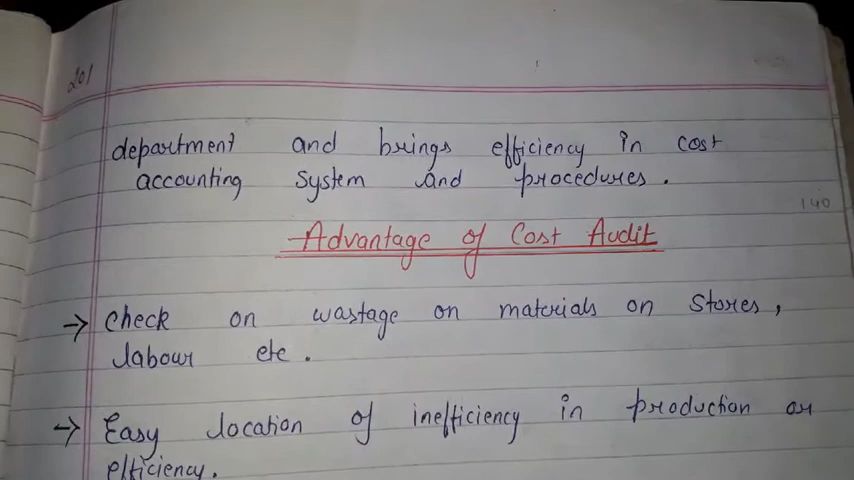 201
department and brings efficiency in cost
accounting system and procedures.
140
Advantage of Cost Audit
→ check on wastage on materials on stores,
labour etc.
→ Easy location of inefficiency in production or
efficiency.